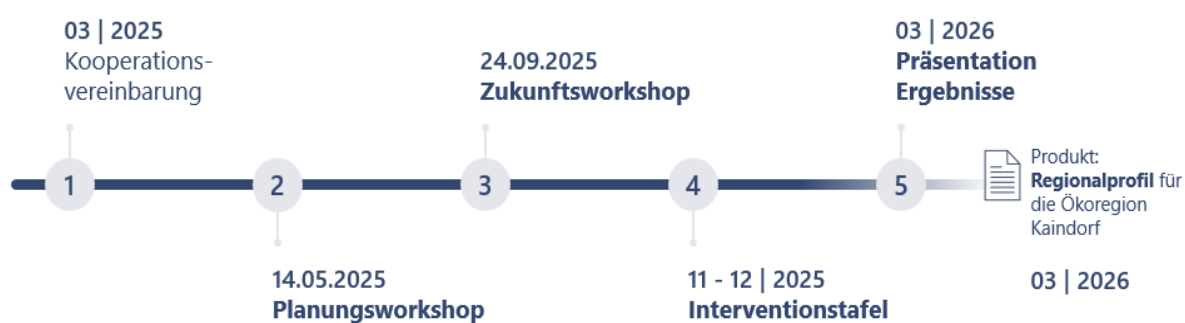 03 | 2025
Kooperations-
vereinbarung
24.09.2025
Zukunftsworkshop
03 | 2026
Präsentation
Ergebnisse
1
2
3
4
5
Produkt:
Regionalprofil für
die Ökoregion
Kaindorf
14.05.2025
Planungsworkshop
11 - 12 | 2025
Interventionstafel
03 | 2026